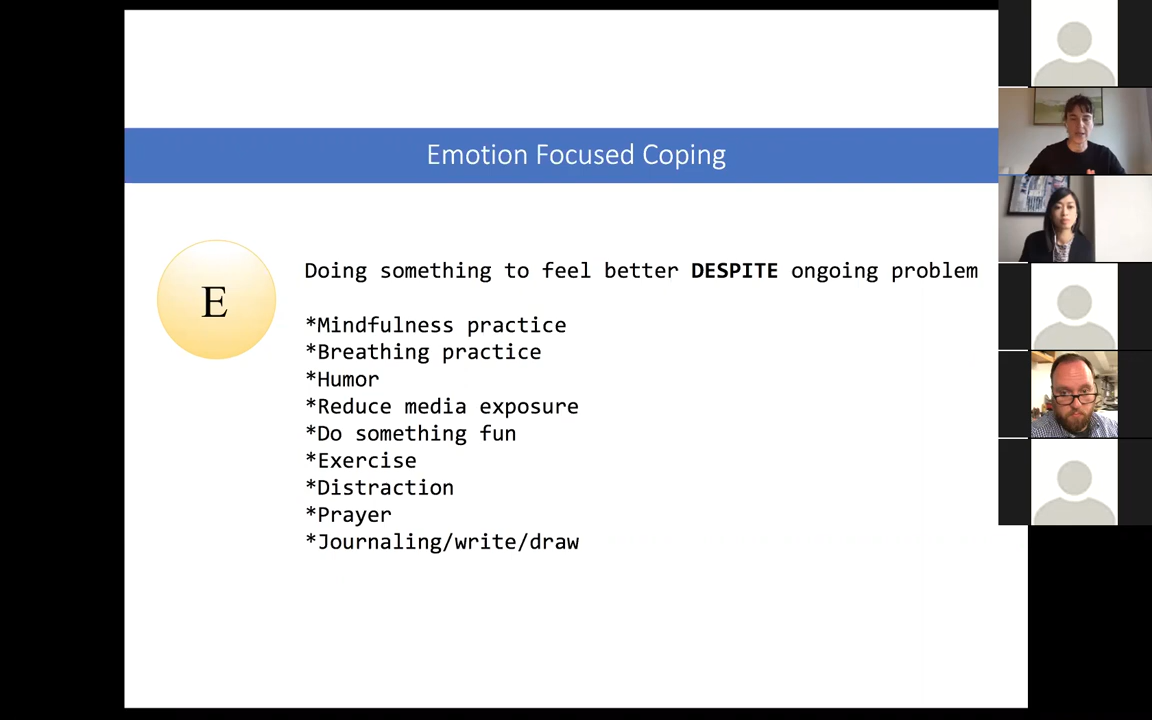 Emotion Focused Coping
E
Doing something to feel better DESPITE ongoing problem
*Mindfulness practice
*Breathing practice
*Humor
*Reduce media exposure
*Do something fun
*Exercise
*Distraction
*Prayer
*Journaling/write/draw